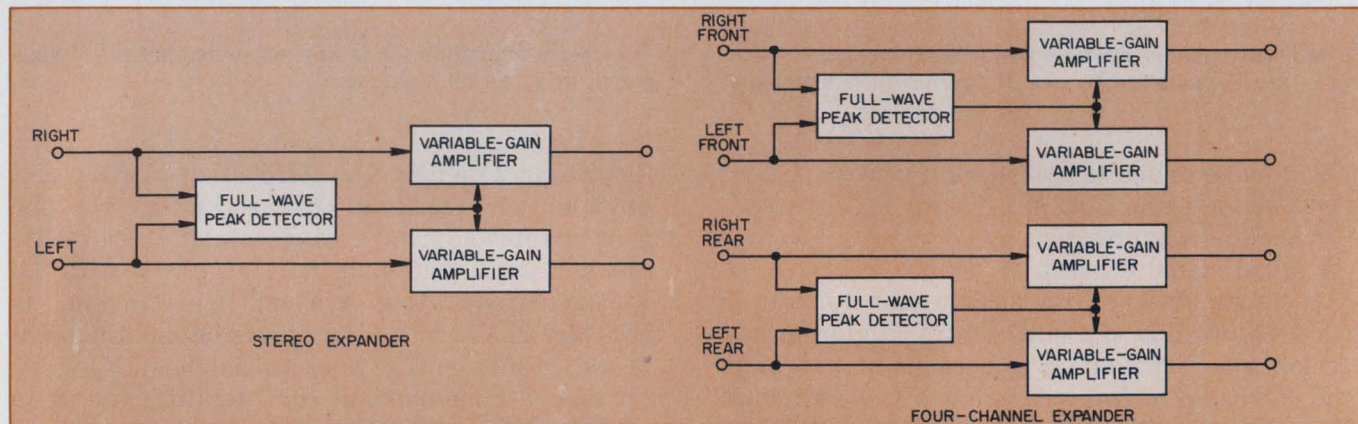 RIGHT
LEFT
FULL-WAVE
PEAK DETECTOR
VARIABLE-GAIN
AMPLIFIER
VARIABLE-GAIN
AMPLIFIER
STEREO EXPANDER
RIGHT
FRONT
LEFT
FRONT
FULL-WAVE
PEAK DETECTOR
VARIABLE-GAIN
AMPLIFIER
VARIABLE-GAIN
AMPLIFIER
RIGHT
REAR
LEFT
REAR
FULL-WAVE
PEAK DETECTOR
VARIABLE-GAIN
AMPLIFIER
VARIABLE-GAIN
AMPLIFIER
FOUR-CHANNEL EXPANDER